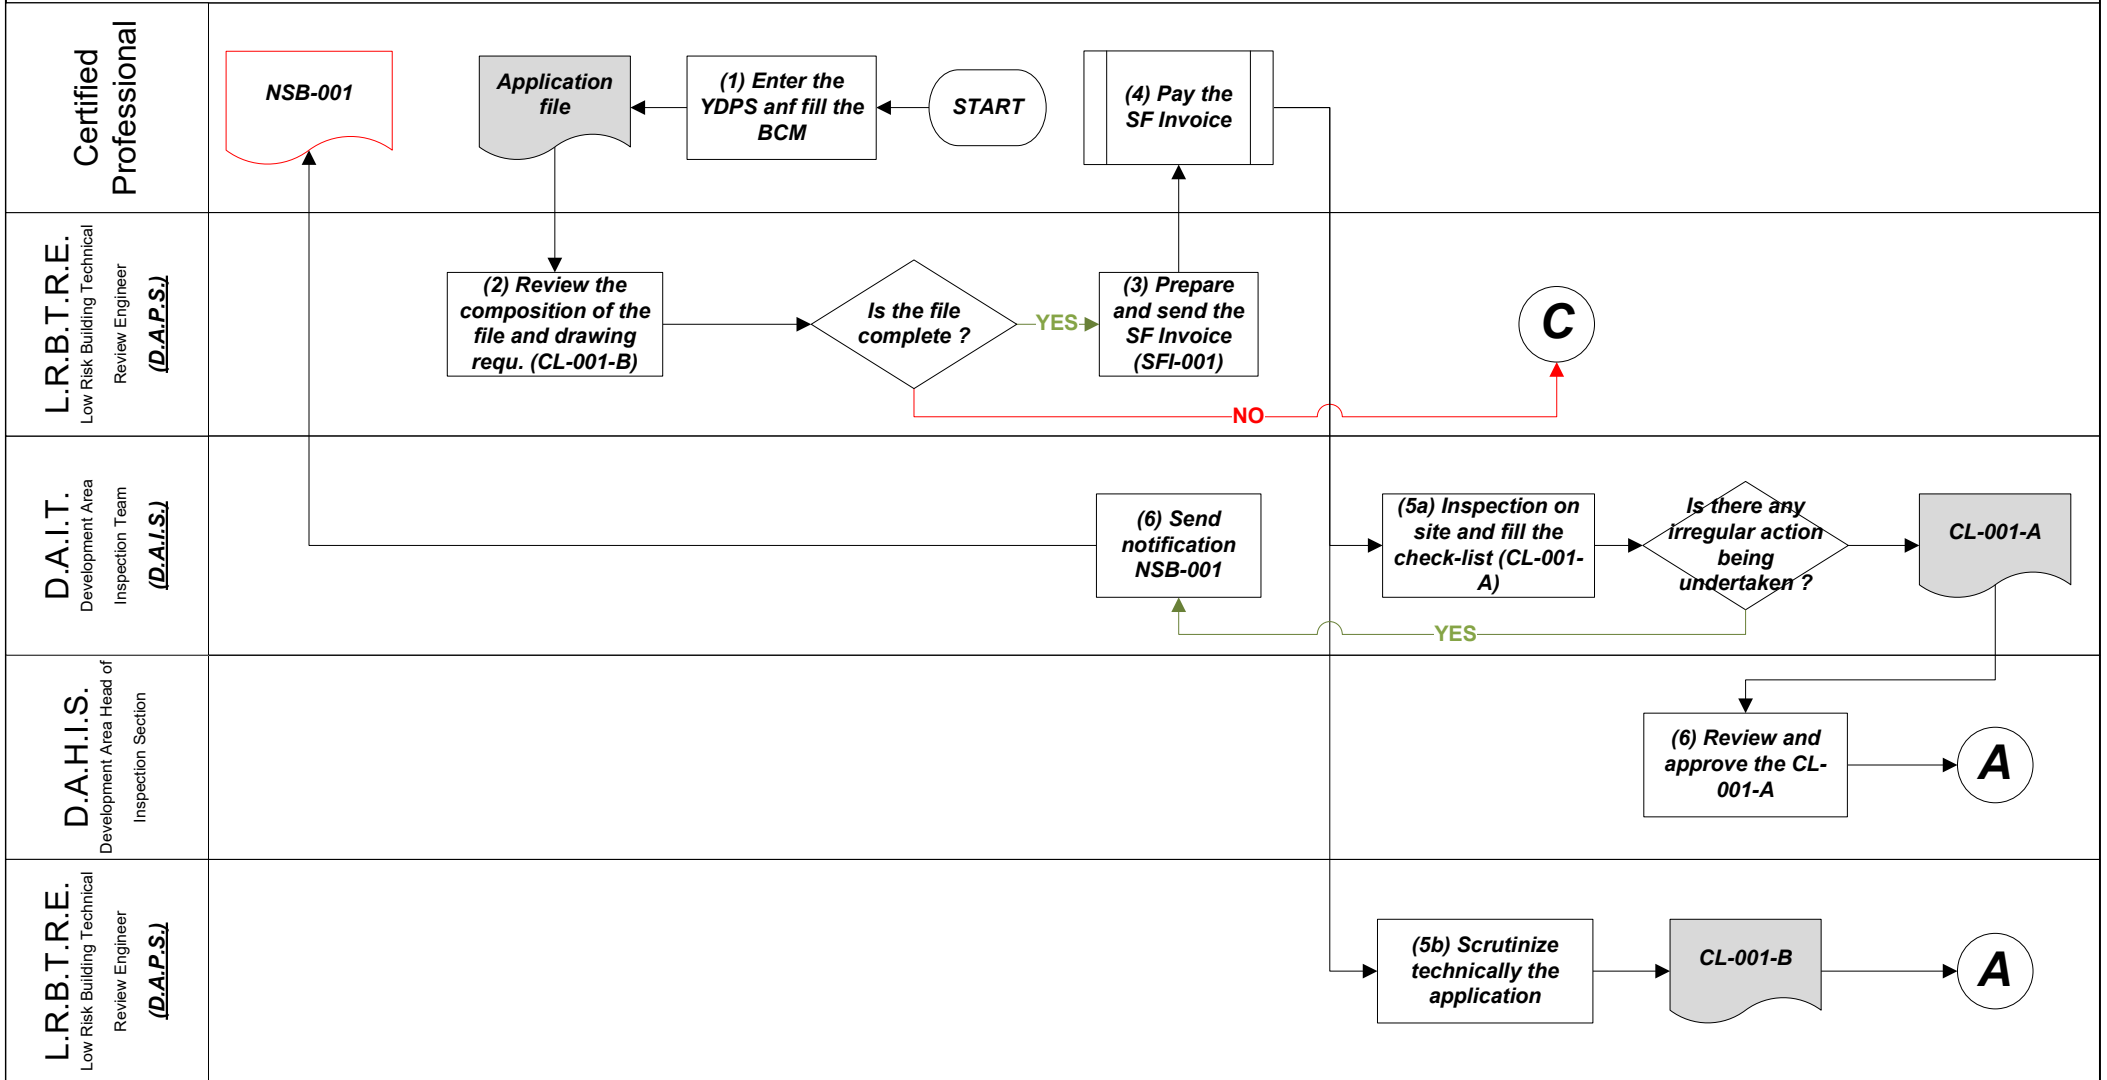 Certified
Professional
NSB-001
Application
file
(1) Enter the
YDPS anf fill the
BCM
START
(4) Pay the
SF Invoice
L.R.B.T.R.E.
Low Risk Building Technical
Review Engineer
(D.A.P.S.)
(2) Review the
composition of the
file and drawing
requ. (CL-001-B)
Is the file
complete ?
YES
(3) Prepare
and send the
SF Invoice
(SFI-001)
C
NO
D.A.I.T.
Development Area
Inspection Team
(D.A.I.S.)
(6) Send
notification
NSB-001
(5a) Inspection on
site and fill the
check-list (CL-001-
A)
Is there any
irregular action
being
undertaken ?
CL-001-A
YES
D.A.H.I.S.
Development Area Head of
Inspection Section
(6) Review and
approve the CL-
001-A
A
L.R.B.T.R.E.
Low Risk Building Technical
Review Engineer
(D.A.P.S.)
(5b) Scrutinize
technically the
application
CL-001-B
A